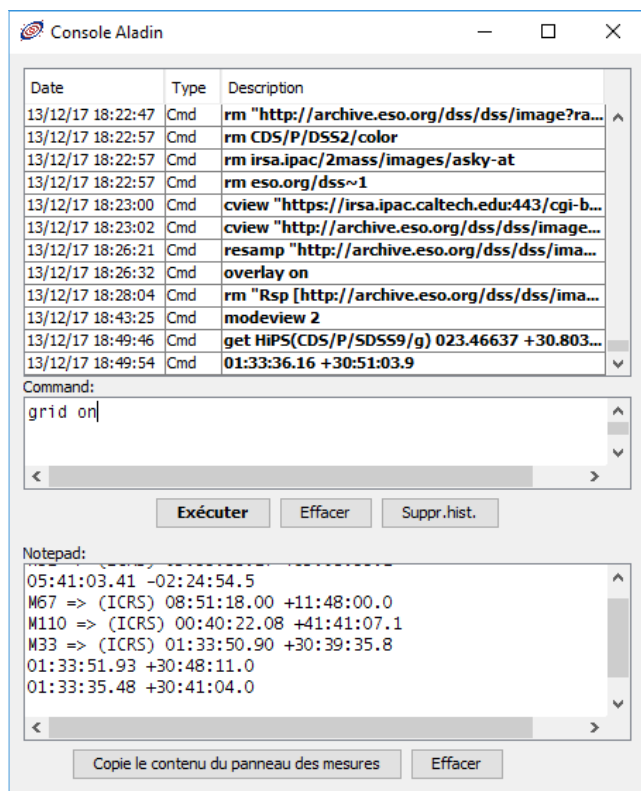 Console Aladin
Date Type Description
13/12/17 18:22:47 Cmd rm "http://archive.eso.org/dss/dss/image?ra...
13/12/17 18:22:57 Cmd rm CDS/P/DSS2/color
13/12/17 18:22:57 Cmd rm irsa.ipac/2mass/images/asky-at
13/12/17 18:22:57 Cmd rm eso.org/dss~1
13/12/17 18:23:00 Cmd cview "https://irsa.ipac.caltech.edu:443/cgi-b...
13/12/17 18:23:02 Cmd cview "http://archive.eso.org/dss/dss/image...
13/12/17 18:26:21 Cmd resamp "http://archive.eso.org/dss/dss/ima...
13/12/17 18:26:32 Cmd overlay on
13/12/17 18:28:04 Cmd rm "Rsp [http://archive.eso.org/dss/dss/ima...
13/12/17 18:43:25 Cmd modeview 2
13/12/17 18:49:46 Cmd get HiPS(CDS/P/SDSS9/g) 023.46637 +30.803...
13/12/17 18:49:54 Cmd 01:33:36.16 +30:51:03.9
Command:
grid on
Exécuter Effacer Suppr.hist.
Notepad:
05:41:03.41 -02:24:54.5
M67 => (ICRS) 08:51:18.00 +11:48:00.0
M110 => (ICRS) 00:40:22.08 +41:41:07.1
M33 => (ICRS) 01:33:50.90 +30:39:35.8
01:33:51.93 +30:48:11.0
01:33:35.48 +30:41:04.0
Copie le contenu du panneau des mesures Effacer